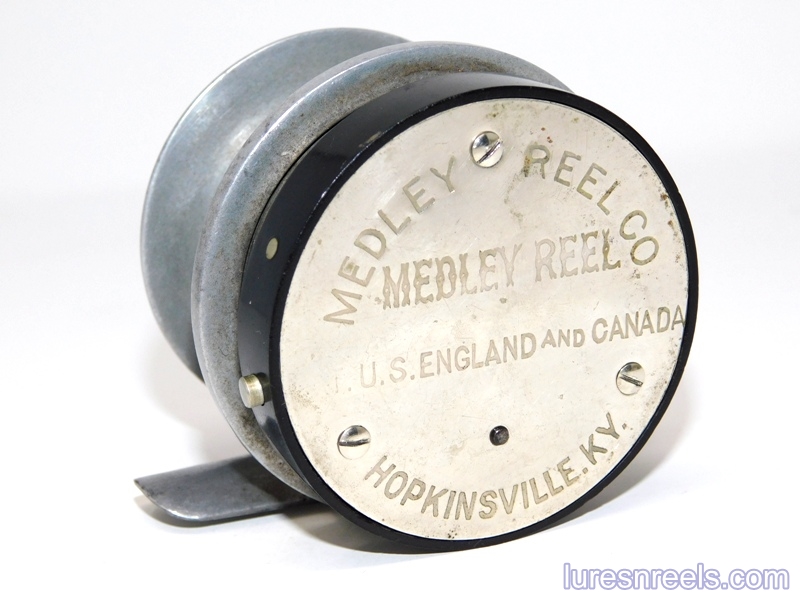 MEDLEY REEL CO
MEDLEY REEL
U.S. ENGLAND AND CANADA
HOPKINSVILLE.KY.
luresnreels.com